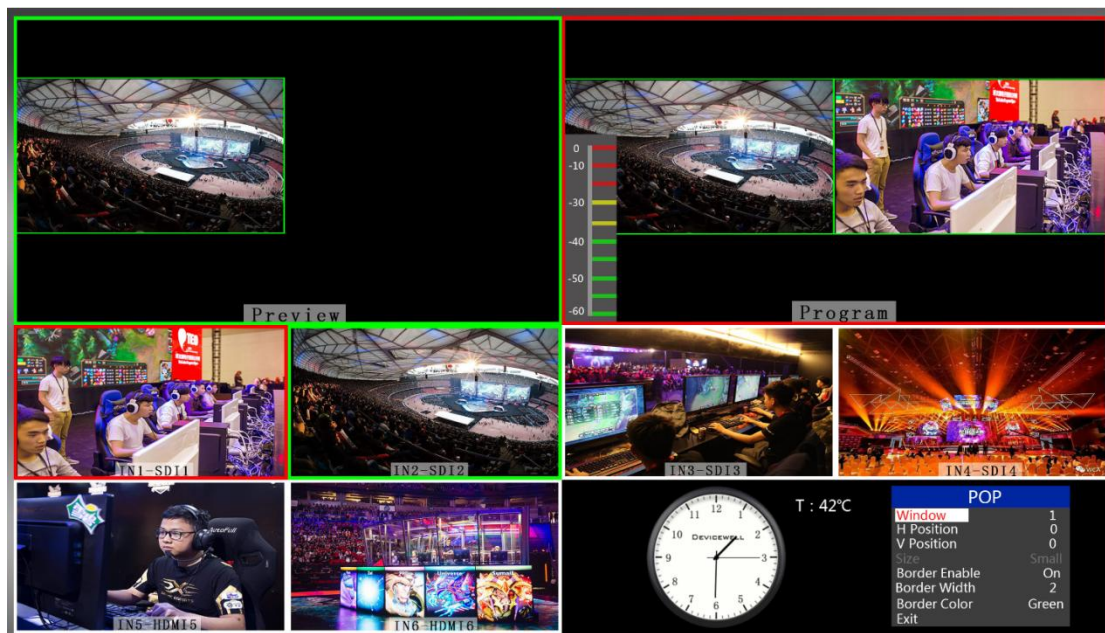 0
-10
-30
-40
-50
-60
Preview
Program
TED
IN1-SDI1
IN2-SDI2
IN3-SDI3
IN4-SDI4
IN5-HDMI5
IN6-HDMI6
12
1
2
3
4
5
6
7
8
9
10
11
DEVICEWELL
T : 42℃
POP
Window 1
H Position 0
V Position 0
Size Small
Border Enable On
Border Width 2
Border Color Green
Exit